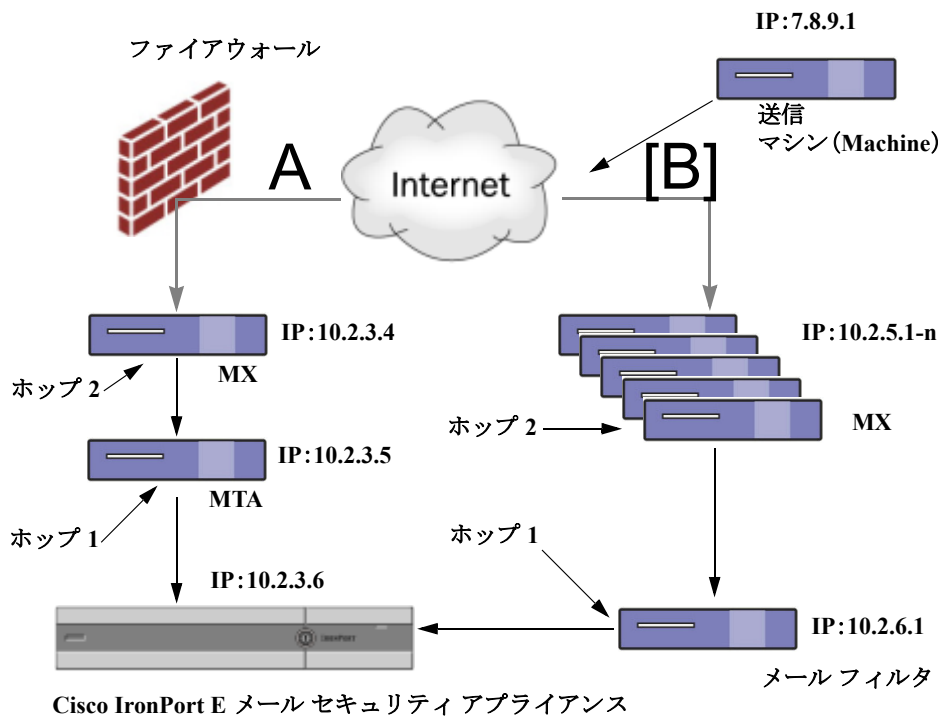 IP:7.8.9.1
ファイアウォール
送信
マシン(Machine)
A
Internet
[B]
IP:10.2.3.4
IP:10.2.5.1-n
MX
ホップ 2
ホップ 2
MX
IP:10.2.3.5
MTA
ホップ 1
ホップ 1
IP:10.2.3.6
IRONPORT
IP:10.2.6.1
メール フィルタ
Cisco IronPort E メール セキュリティ アプライアンス